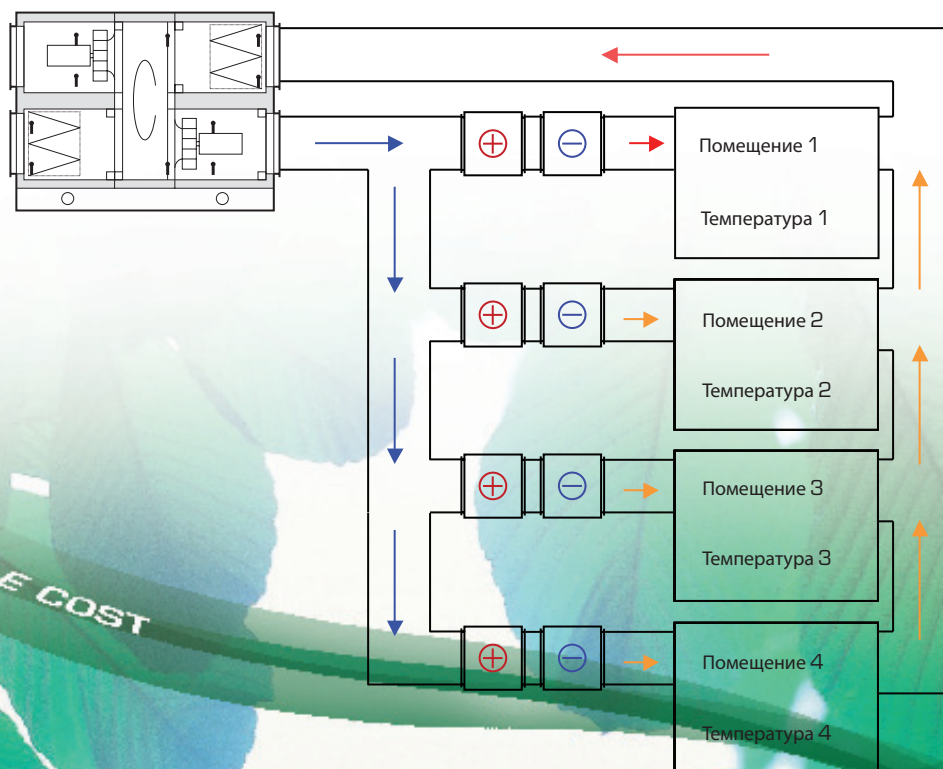 Помещение 1
Температура 1
Помещение 2
Температура 2
Помещение 3
Температура 3
E COST
Помещение 4
Температура 4